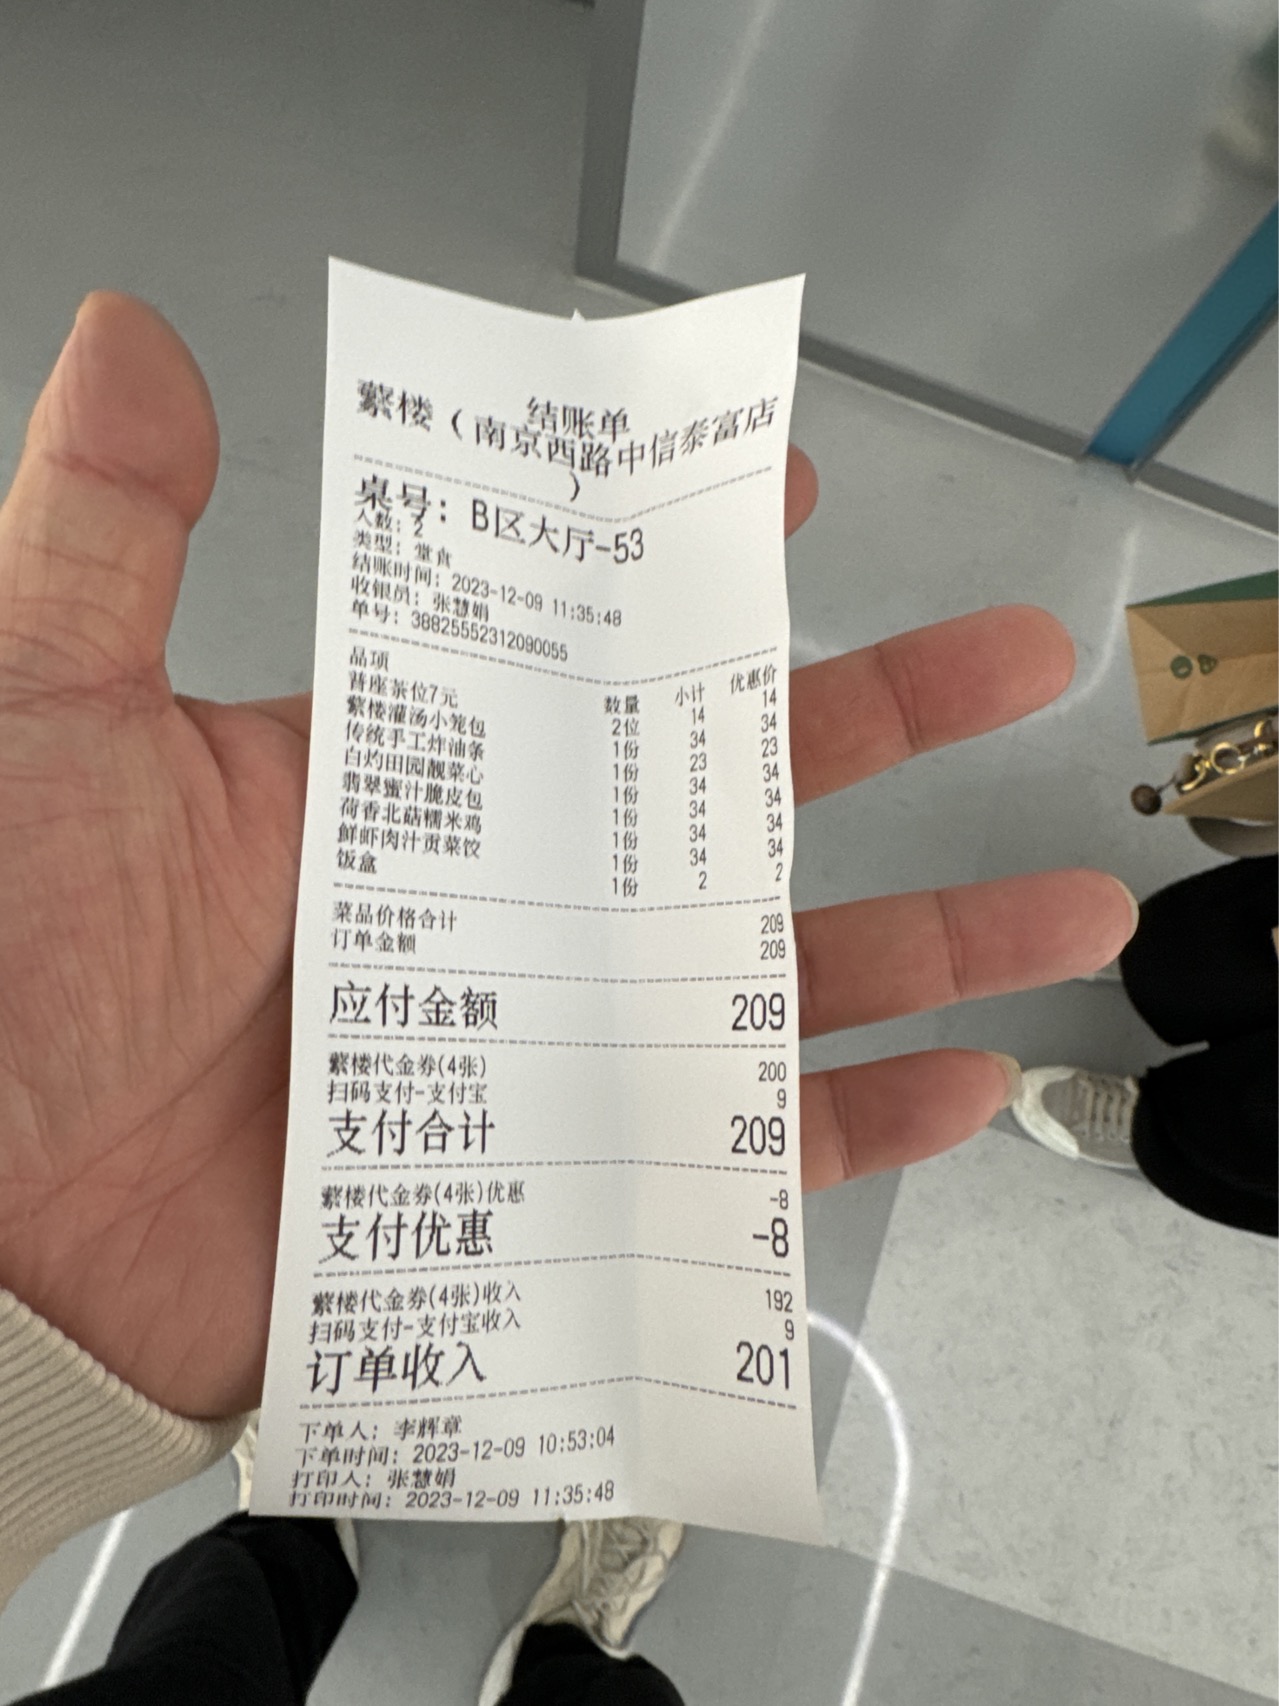 结账单
蘩楼（南京西路中信泰富店
）
桌号：B区大厅-53
人数：2
类型：堂食
结账时间：2023-12-09 11:35:48
收银员：张慧娟
单号：38825552312090055
品项 数量 小计 优惠价
普座茶位7元 2位 14 14
蘩楼灌汤小笼包 1份 34 34
传统手工炸油条 1份 23 23
白灼田园靓菜心 1份 34 34
翡翠蜜汁脆皮包 1份 34 34
荷香北菇糯米鸡 1份 34 34
鲜虾肉汁贡菜饺 1份 34 34
饭盒 1份 2 2
菜品价格合计 209
订单金额 209
应付金额 209
蘩楼代金券(4张) 200
扫码支付-支付宝 9
支付合计 209
蘩楼代金券(4张)优惠 -8
支付优惠 -8
蘩楼代金券(4张)收入 192
扫码支付-支付宝收入 9
订单收入 201
下单人：李辉章
下单时间：2023-12-09 10:53:04
打印人：张慧娟
打印时间：2023-12-09 11:35:48